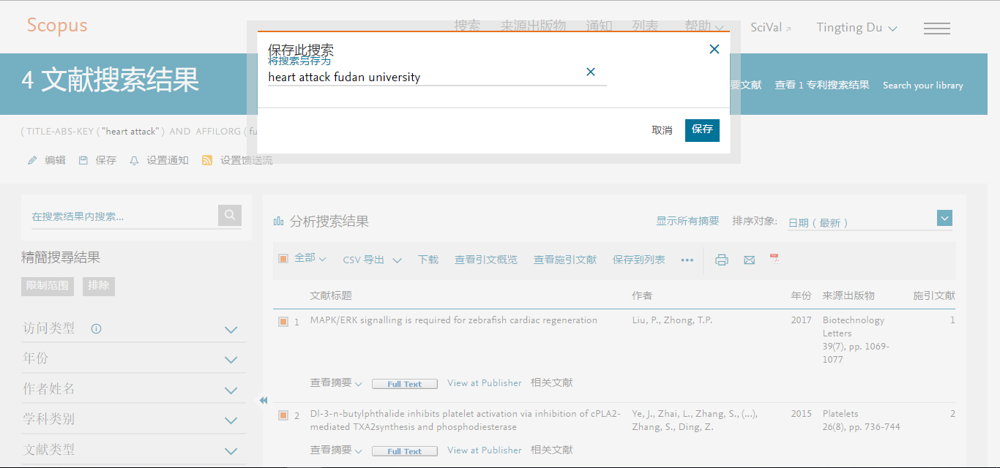 Scopus
搜索 来源出版物 通知 列表 帮助 SciVal Tingting Du
保存此搜索
将搜索另存为
heart attack fudan university
取消 保存
4 文献搜索结果
要文献 查看 1 专利搜索结果 Search your library
( TITLE-ABS-KEY ( "heart attack" ) AND AFFILORG ( fu
编辑 保存 设置通知 设置馈送流
在搜索结果内搜索...
精簡搜尋結果
限制范围 排除
访问类型
年份
作者姓名
学科类别
文献类型
分析搜索结果 显示所有摘要 排序对象: 日期 ( 最新 )
全部 CSV 导出 下载 查看引文概览 查看施引文献 保存到列表 •••
文献标题 作者 年份 来源出版物 施引文献
1 MAPK/ERK signalling is required for zebrafish cardiac regeneration Liu, P., Zhong, T.P. 2017 Biotechnology 1
Letters
39(7), pp. 1069-
1077
查看摘要 Full Text View at Publisher 相关文献
2 Dl-3-n-butylphthalide inhibits platelet activation via inhibition of cPLA2- Ye, J., Zhai, L., Zhang, S., (...), 2015 Platelets 2
mediated TXA2synthesis and phosphodiesterase Zhang, S., Ding, Z. 26(8), pp. 736-744
查看摘要 Full Text View at Publisher 相关文献